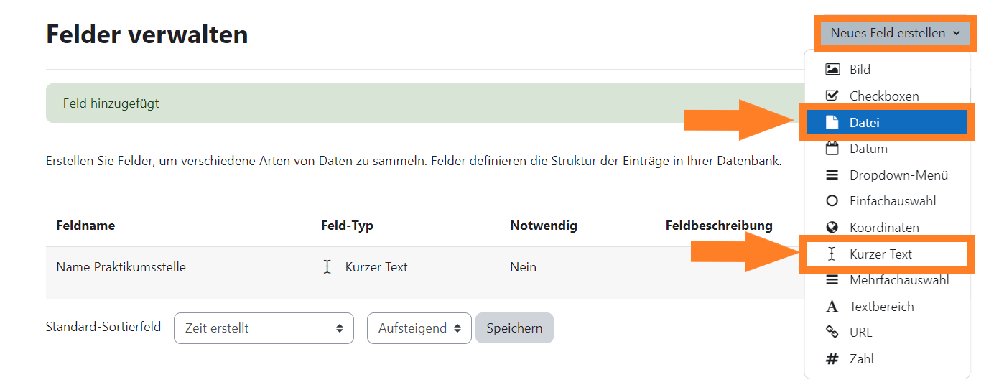 Felder verwalten
Neues Feld erstellen
Bild
Checkboxen
Datei
Datum
Dropdown-Menü
Einfachauswahl
Koordinaten
Kurzer Text
Mehrfachauswahl
Textbereich
URL
Zahl
Feld hinzugefügt
Erstellen Sie Felder, um verschiedene Arten von Daten zu sammeln. Felder definieren die Struktur der Einträge in Ihrer Datenbank.
Feldname Feld-Typ Notwendig Feldbeschreibung
Name Praktikumsstelle Kurzer Text Nein
Standard-Sortierfeld Zeit erstellt Aufsteigend Speichern